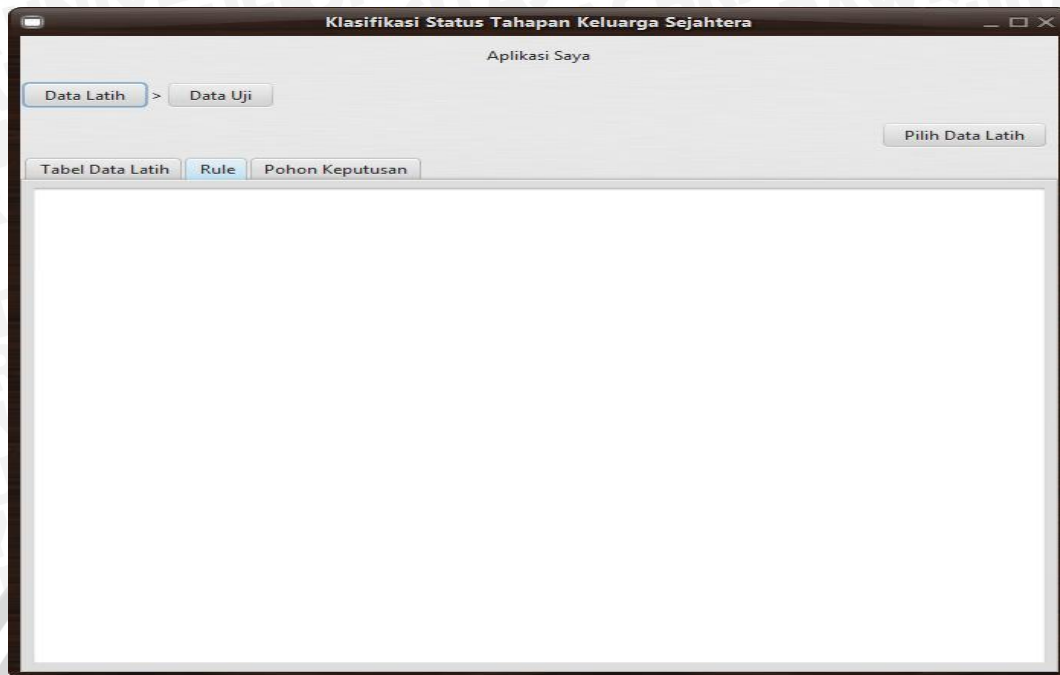 Klasifikasi Status Tahapan Keluarga Sejahtera
Aplikasi Saya
Data Latih > Data Uji
Pilih Data Latih
Tabel Data Latih Rule Pohon Keputusan